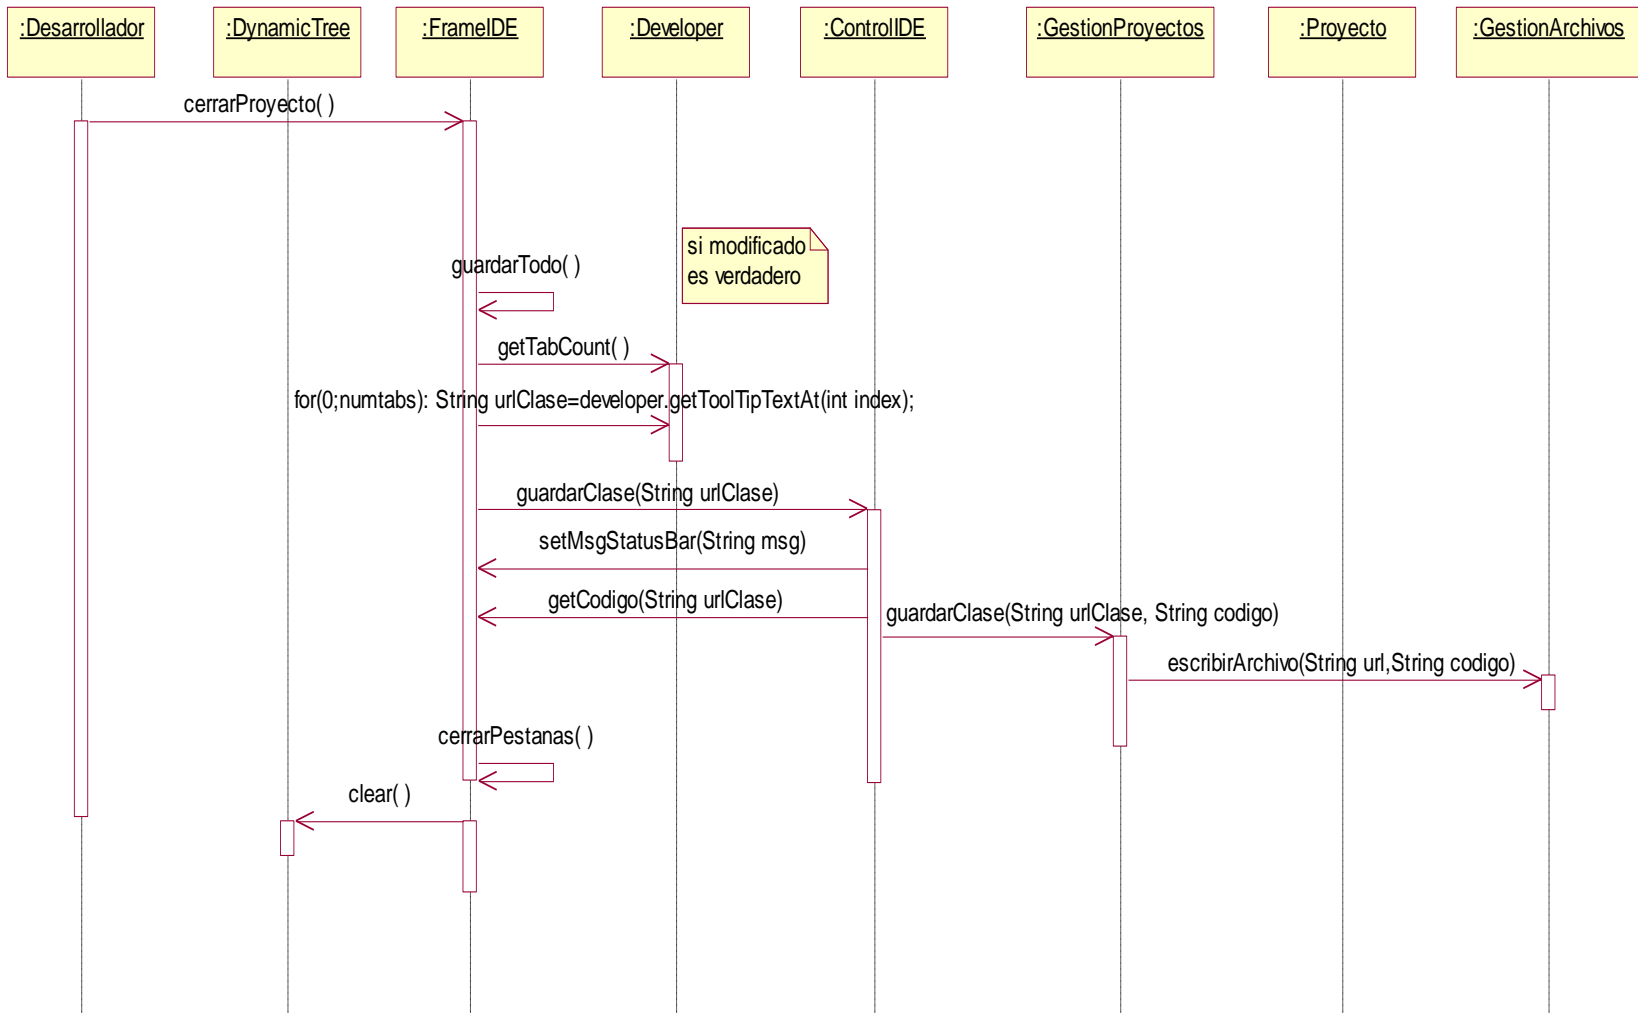 :Desarrollador
:DynamicTree
:FrameIDE
:Developer
:ControlIDE
:GestionProyectos
:Proyecto
:GestionArchivos
cerrarProyecto( )
si modificado
es verdadero
guardarTodo( )
getTabCount( )
for(0;numtabs): String urlClase=developer.getToolTipTextAt(int index);
guardarClase(String urlClase)
setMsgStatusBar(String msg)
getCodigo(String urlClase)
guardarClase(String urlClase, String codigo)
escribirArchivo(String url,String codigo)
cerrarPestanas( )
clear( )